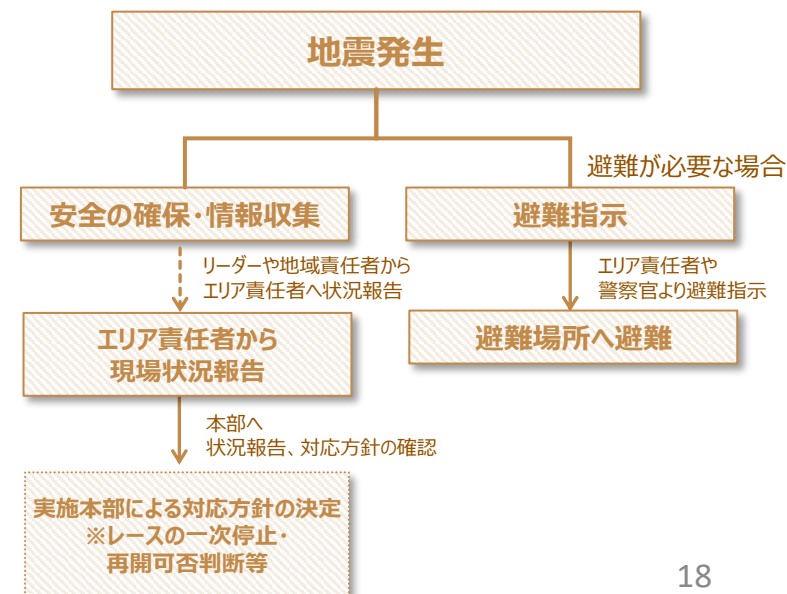 地震発生
避難が必要な場合
安全の確保・情報収集
避難指示
リーダーや地域責任者から
エリア責任者へ状況報告
エリア責任者や
警察官より避難指示
エリア責任者から
現場状況報告
避難場所へ避難
本部へ
状況報告、対応方針の確認
実施本部による対応方針の決定
※レースの一次停止・
再開可否判断等
18